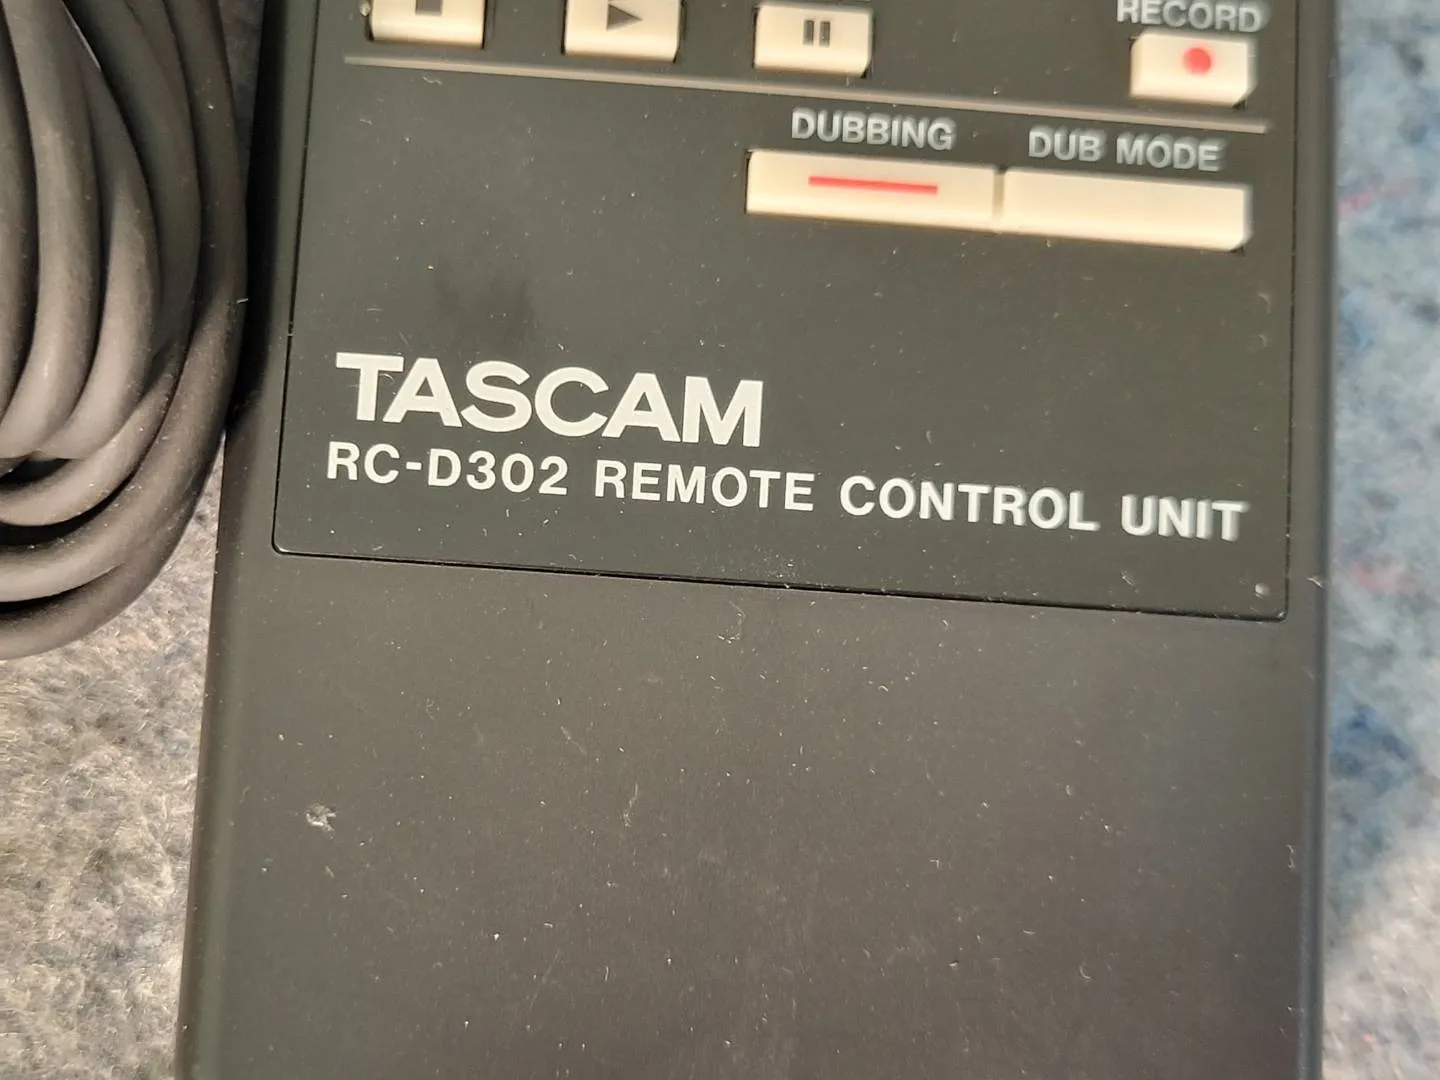 RECORD
DUBBING DUB MODE
TASCAM
RC-D302 REMOTE CONTROL UNIT